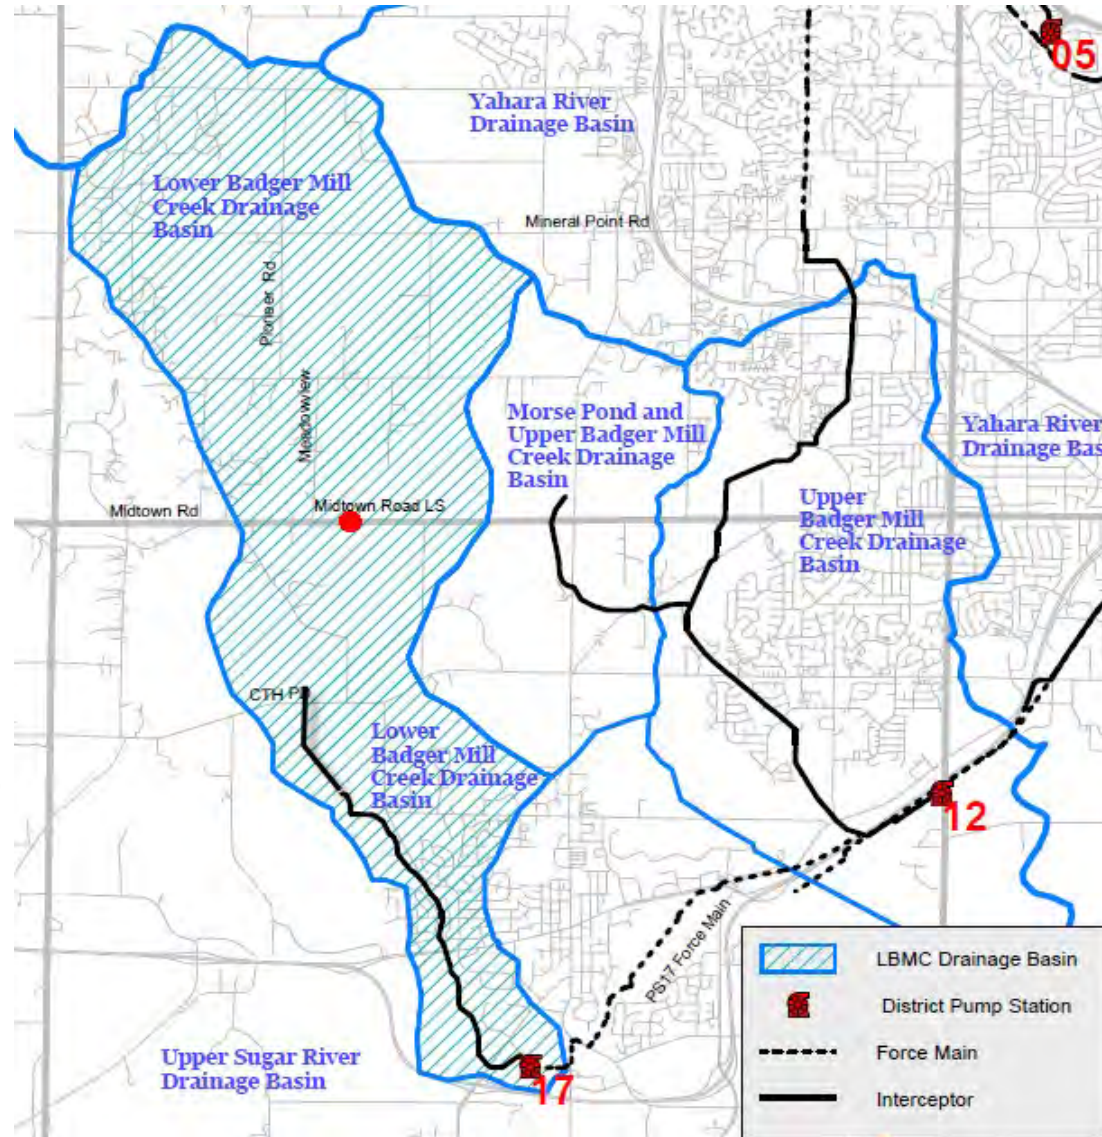 05
Yahara River
Drainage Basin
Lower Badger Mill
Creek Drainage
Basin
Mineral Point Rd
Pioneer Rd
Meadowview
Morse Pond and
Upper Badger Mill
Creek Drainage
Basin
Yahara River
Drainage Bas
Midtown Rd
Midtown Road LS
Upper
Badger Mill
Creek Drainage
Basin
CTH P
Lower
Badger Mill
Creek Drainage
Basin
12
PS17 Force Main
Upper Sugar River
Drainage Basin
17
LBMC Drainage Basin
District Pump Station
Force Main
Interceptor